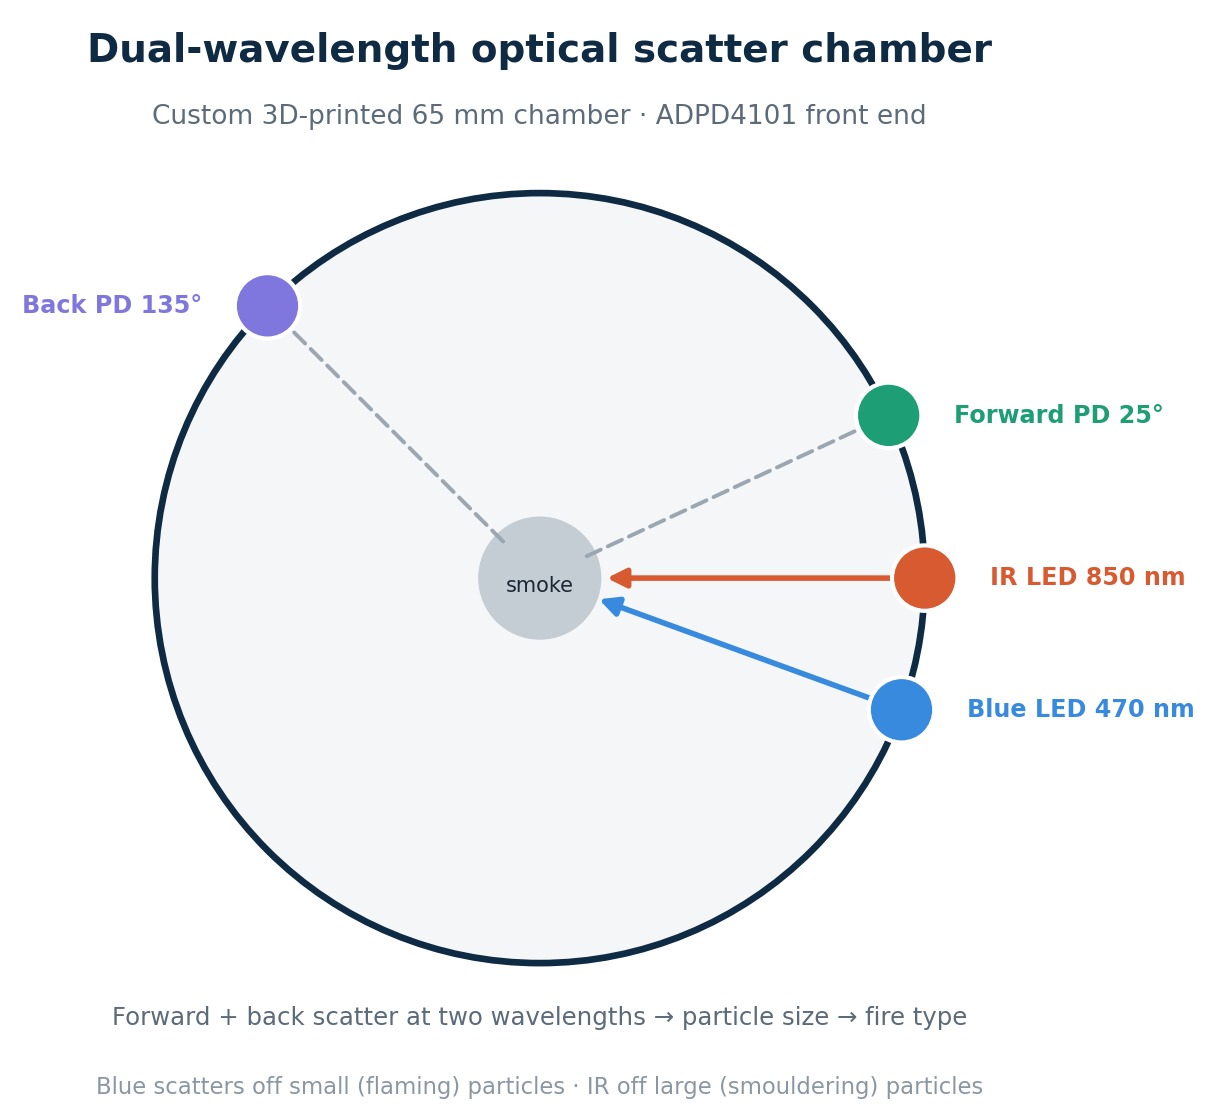 Dual-wavelength optical scatter chamber
Custom 3D-printed 65 mm chamber · ADPD4101 front end
Back PD 135°
Forward PD 25°
smoke
IR LED 850 nm
Blue LED 470 nm
Forward + back scatter at two wavelengths → particle size → fire type
Blue scatters off small (flaming) particles · IR off large (smouldering) particles